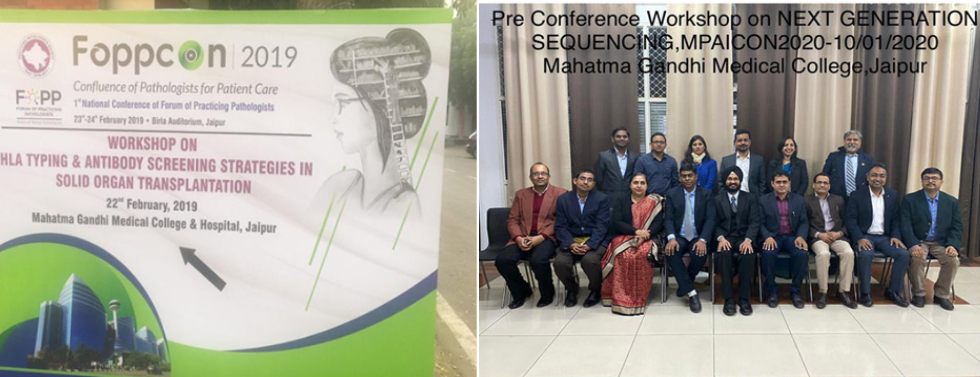 Foppcon 2019
Confluence of Pathologists for Patient Care
1st National Conference of Forum of Practicing Pathologists
23rd-24th February 2019 • Birla Auditorium, Jaipur
FOPP
FORUM OF PRACTICING
PATHOLOGISTS
WORKSHOP ON
HLA TYPING & ANTIBODY SCREENING STRATEGIES IN
SOLID ORGAN TRANSPLANTATION
22nd February, 2019
Mahatma Gandhi Medical College & Hospital, Jaipur
Pre Conference Workshop on NEXT GENERATION
SEQUENCING,MPAICON2020-10/01/2020
Mahatma Gandhi Medical College,Jaipur